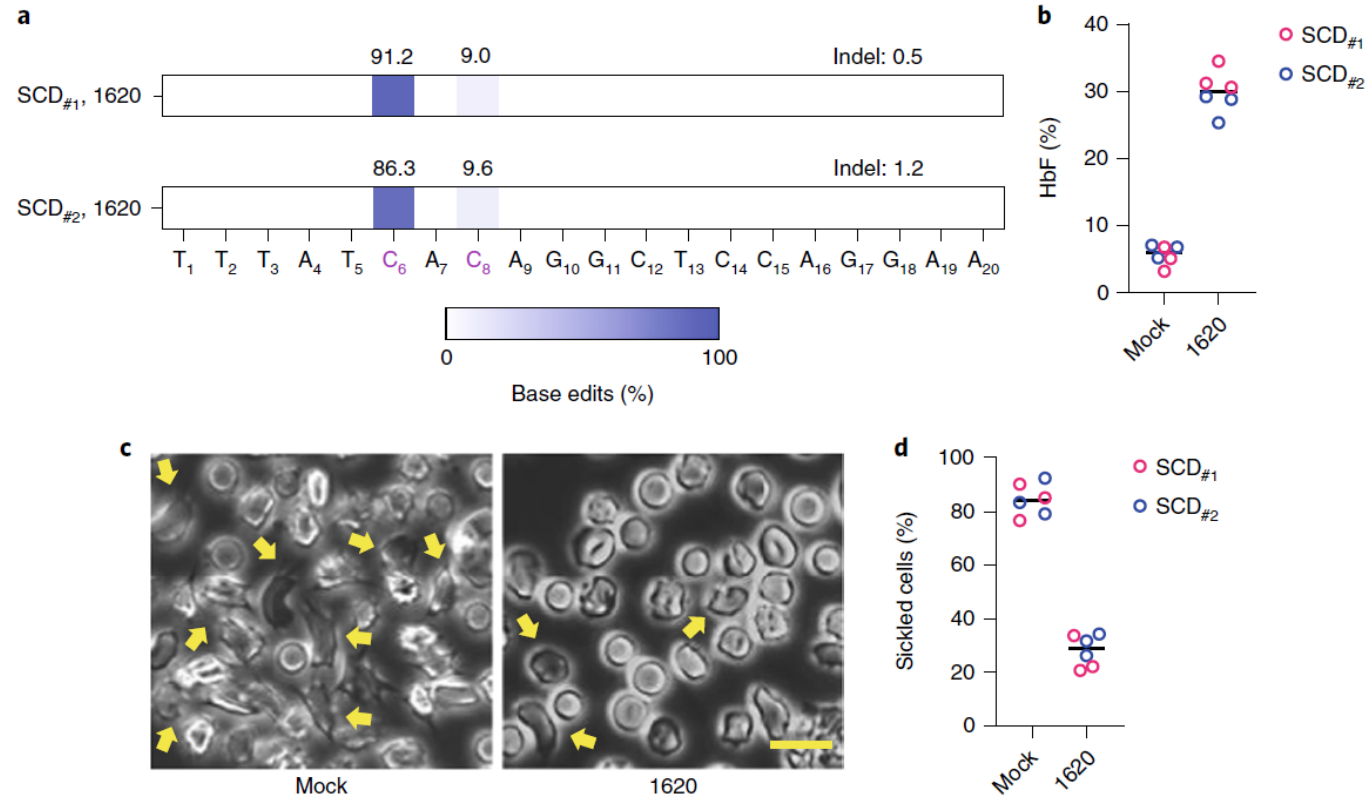 a
91.2 9.0 Indel: 0.5
SCD#1, 1620
86.3 9.6 Indel: 1.2
SCD#2, 1620
T1 T2 T3 A4 T5 C6 A7 C8 A9 G10 G11 C12 T13 C14 C15 A16 G17 G18 A19 A20
0 100
Base edits (%)
b
40
30
20
10
0
HbF (%)
Mock 1620
SCD#1
SCD#2
c
Mock 1620
d
100
80
60
40
20
0
Sickled cells (%)
Mock 1620
SCD#1
SCD#2